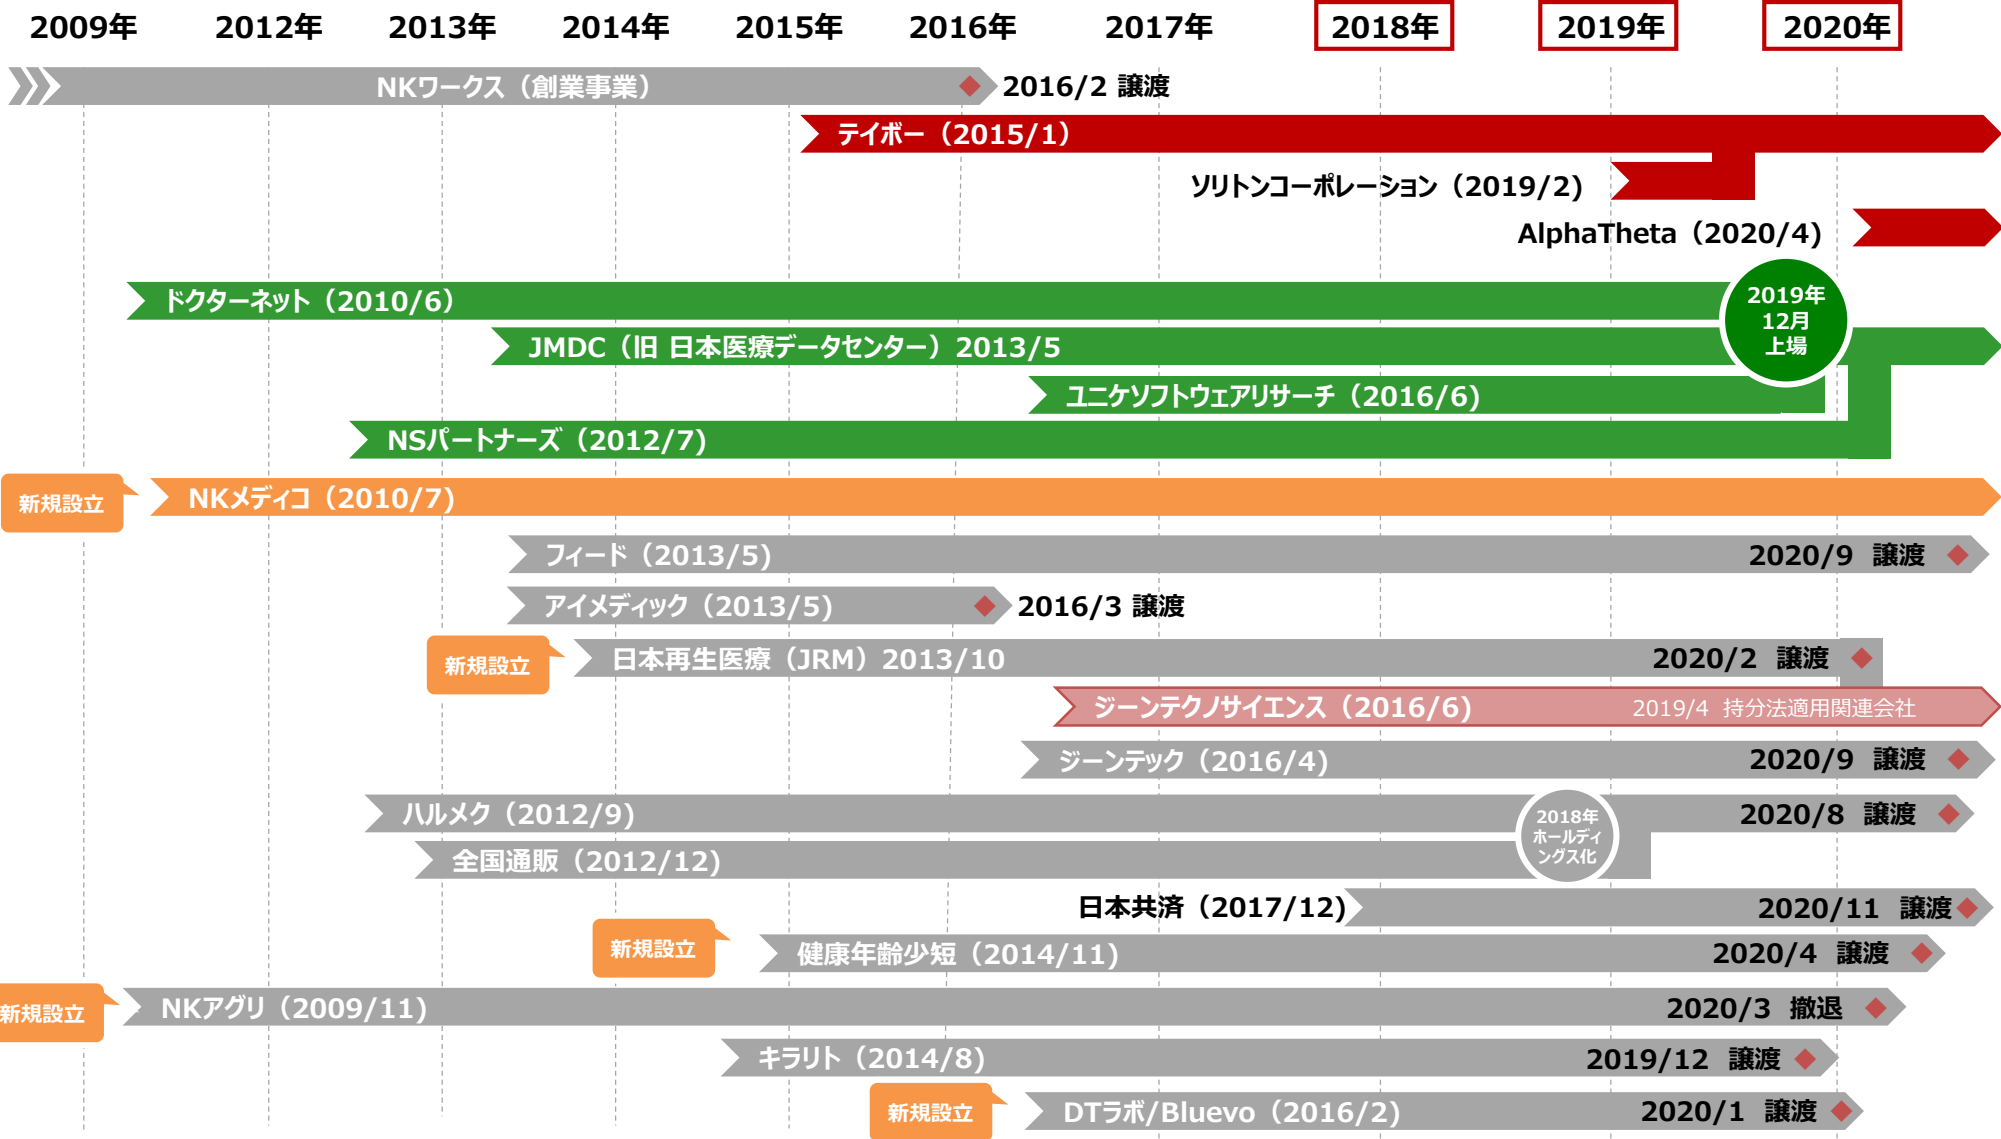 2009年 2012年 2013年 2014年 2015年 2016年 2017年 2018年 2019年 2020年
NKワークス（創業事業） 2016/2 譲渡
テイボー（2015/1）
ソリトンコーポレーション（2019/2）
AlphaTheta（2020/4）
2019年
12月
上場
ドクターネット（2010/6）
JMDC（旧 日本医療データセンター）2013/5
ユニケソフトウェアリサーチ（2016/6）
NSパートナーズ（2012/7）
新規設立 NKメディコ（2010/7）
フィード（2013/5） 2020/9 譲渡
アイメディック（2013/5） 2016/3 譲渡
新規設立 日本再生医療（JRM）2013/10 2020/2 譲渡
ジーンテクノサイエンス（2016/6） 2019/4 持分法適用関連会社
ジーンテック（2016/4） 2020/9 譲渡
ハルメク（2012/9） 2020/8 譲渡
2018年
ホールディ
ングス化
全国通販（2012/12）
日本共済（2017/12） 2020/11 譲渡
新規設立 健康年齢少短（2014/11） 2020/4 譲渡
新規設立 NKアグリ（2009/11） 2020/3 撤退
キラリト（2014/8） 2019/12 譲渡
新規設立 DTラボ/Bluevo（2016/2） 2020/1 譲渡